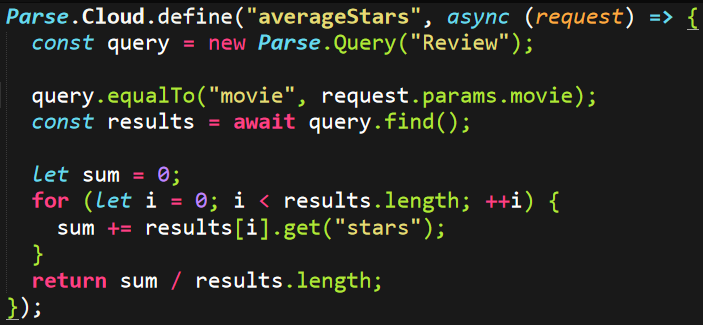 Parse.Cloud.define("averageStars", async (request) => {
  const query = new Parse.Query("Review");
  query.equalTo("movie", request.params.movie);
  const results = await query.find();
  let sum = 0;
  for (let i = 0; i < results.length; ++i) {
    sum += results[i].get("stars");
  }
  return sum / results.length;
});